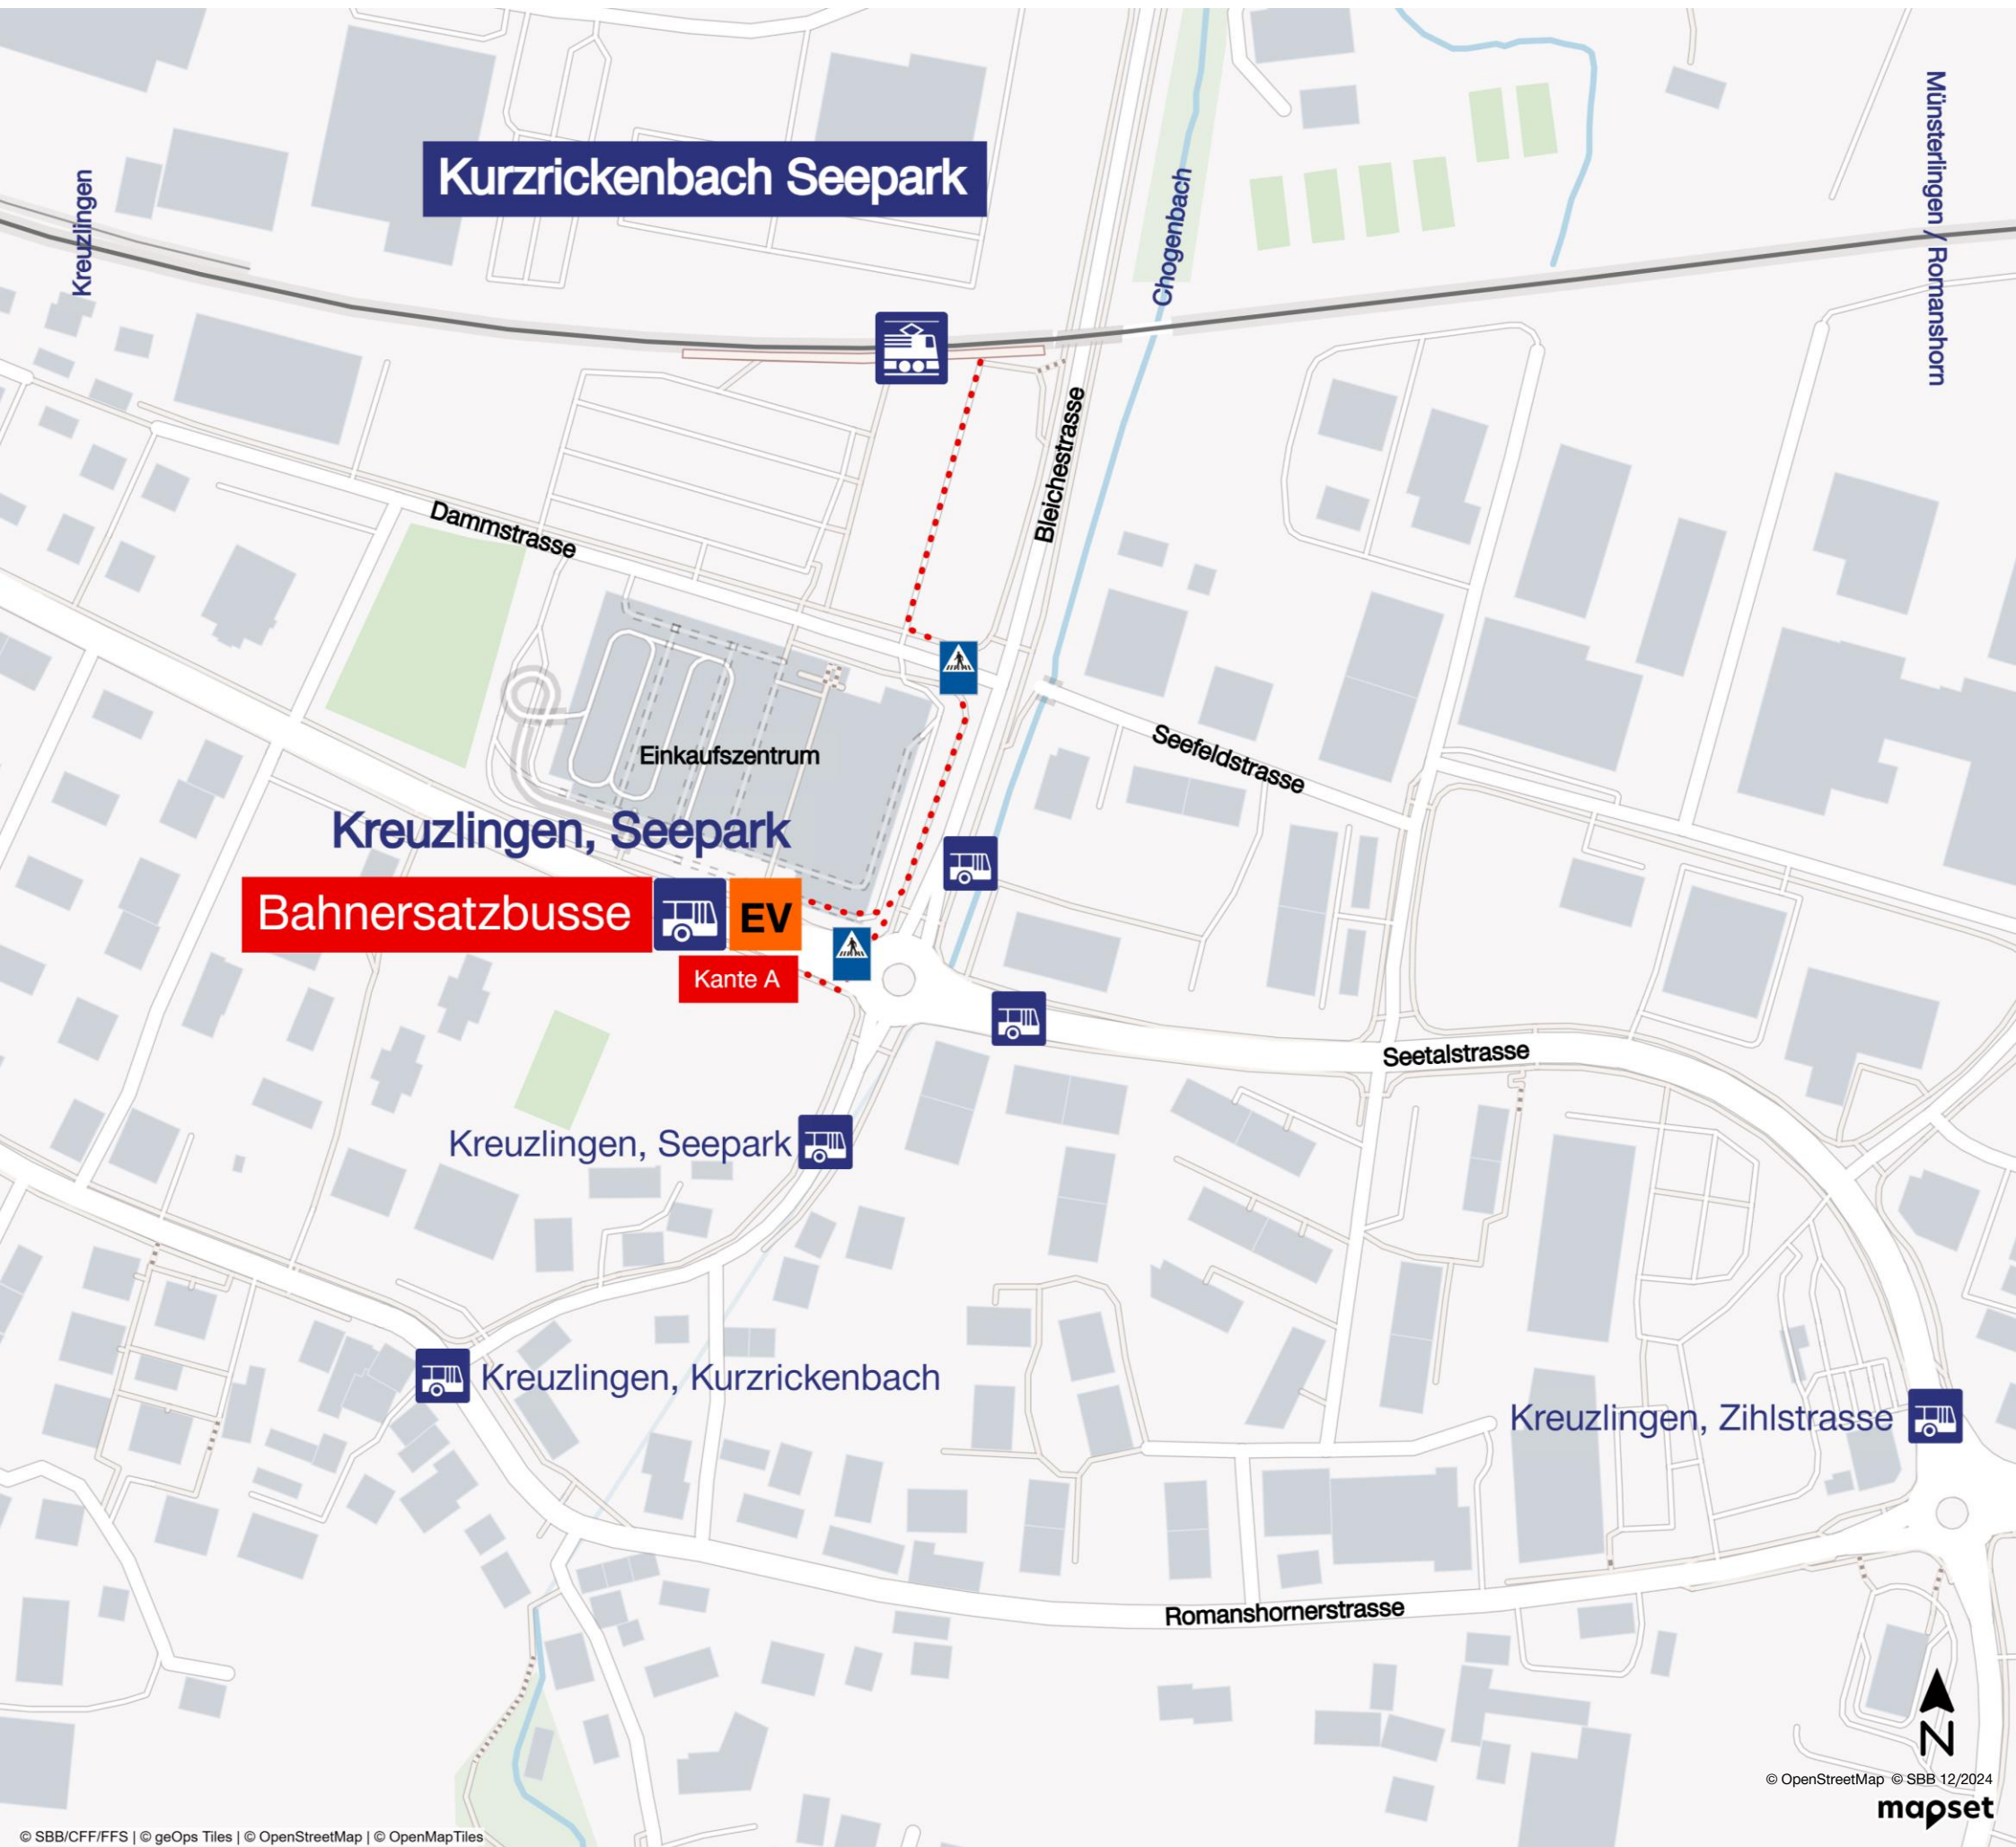 Kurzrickenbach Seepark
Kreuzlingen
Chogenbach
Münsterlingen / Romanshorn
Bleichestrasse
Dammstrasse
Einkaufszentrum
Seefeldstrasse
Kreuzlingen, Seepark
Bahnersatzbusse
EV
Kante A
Seetalstrasse
Kreuzlingen, Seepark
Kreuzlingen, Kurzrickenbach
Kreuzlingen, Zihlstrasse
Romanshornerstrasse
N
© OpenStreetMap © SBB 12/2024
mapset
© SBB/CFF/FFS | © geOps Tiles | © OpenStreetMap | © OpenMapTiles